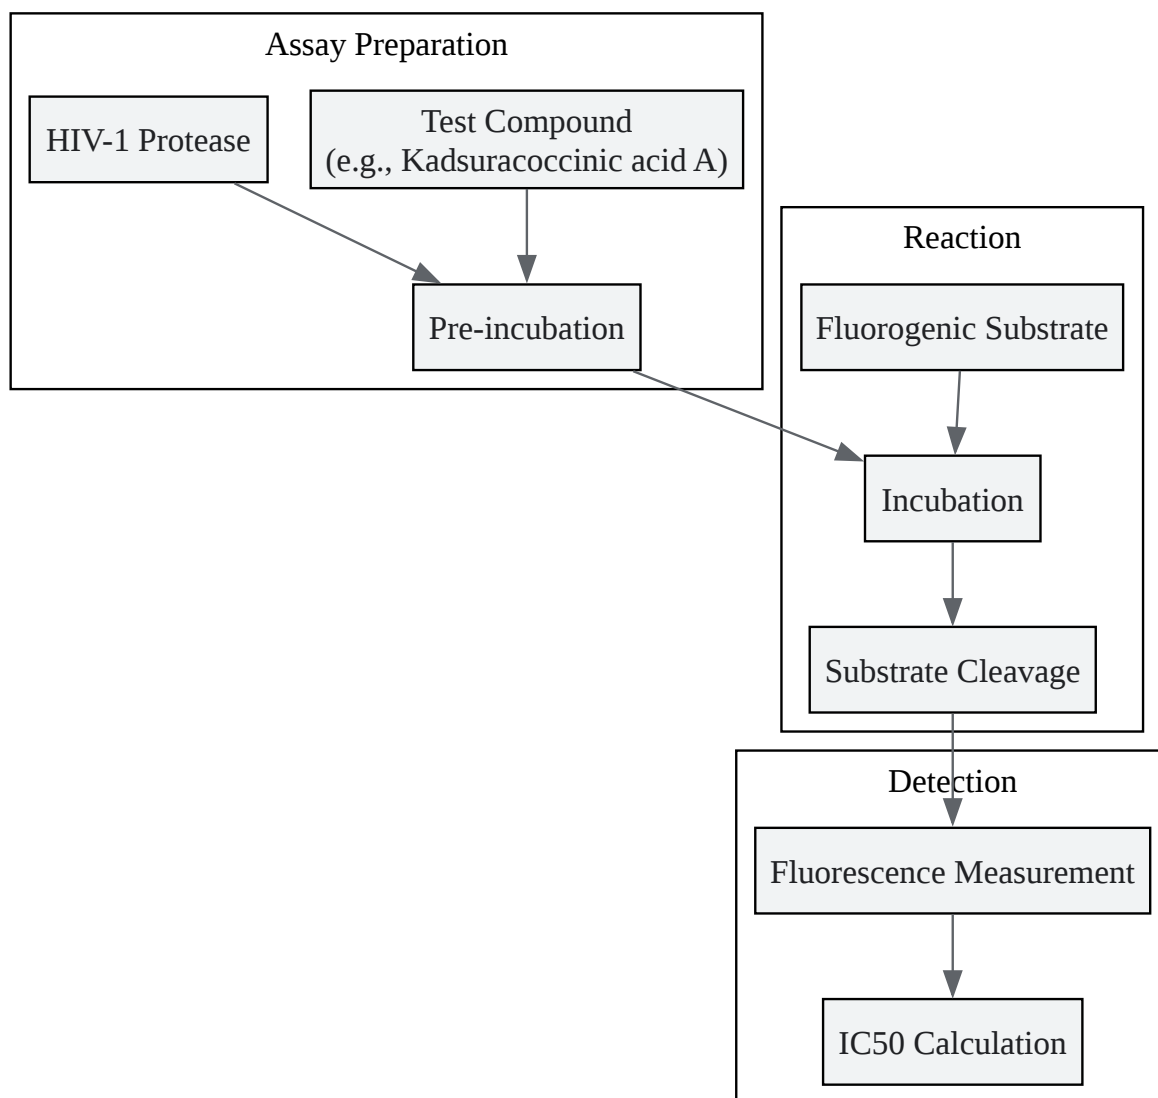 Assay Preparation
HIV-1 Protease
Test Compound
(e.g., Kadsuracoccinic acid A)
Pre-incubation
Reaction
Fluorogenic Substrate
Incubation
Substrate Cleavage
Detection
Fluorescence Measurement
IC50 Calculation